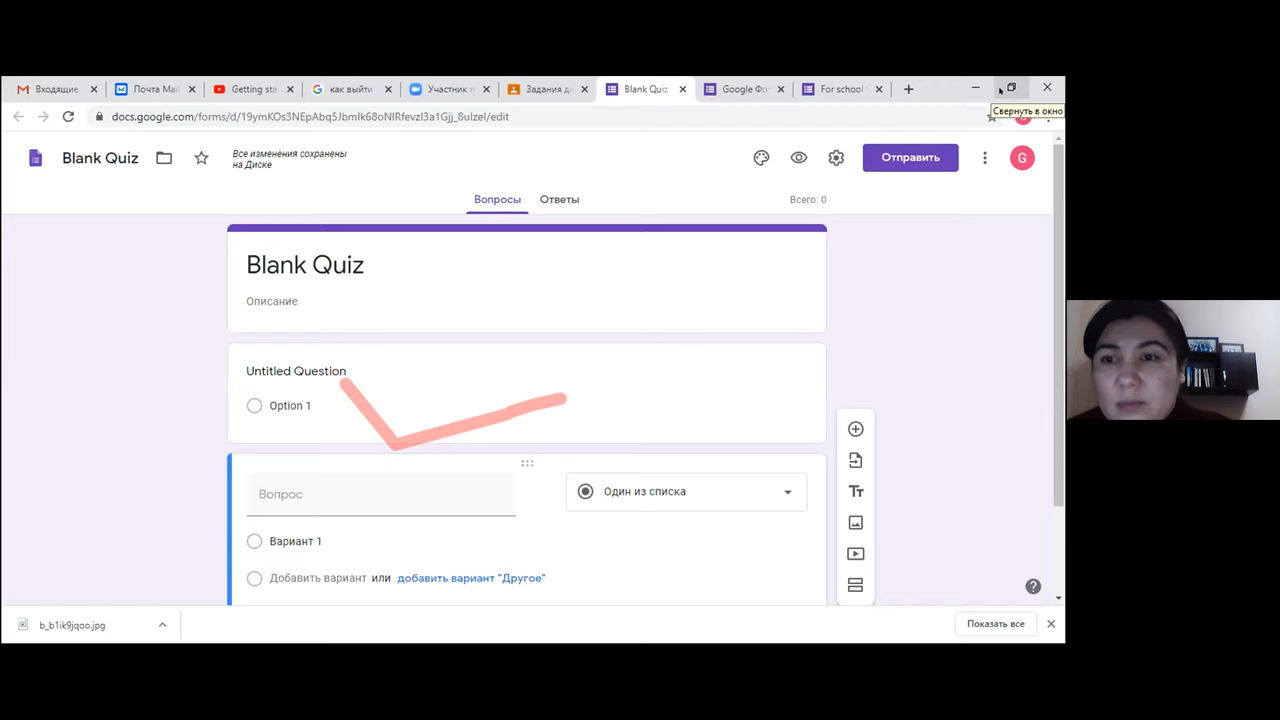 Входящие
Почта Mail
Getting sta
как выйти
Участник п
Задания дл
Blank Quiz
Google Фо
For school
Свернуть в окно
docs.google.com/forms/d/
/edit
Blank Quiz
Все изменения сохранены
на Диске
Отправить
G
Вопросы
Ответы
Всего: 0
Blank Quiz
Описание
Untitled Question
Option 1
Вопрос
Один из списка
Вариант 1
Добавить вариант или добавить вариант "Другое"
b_b1ik9jqoo.jpg
Показать все